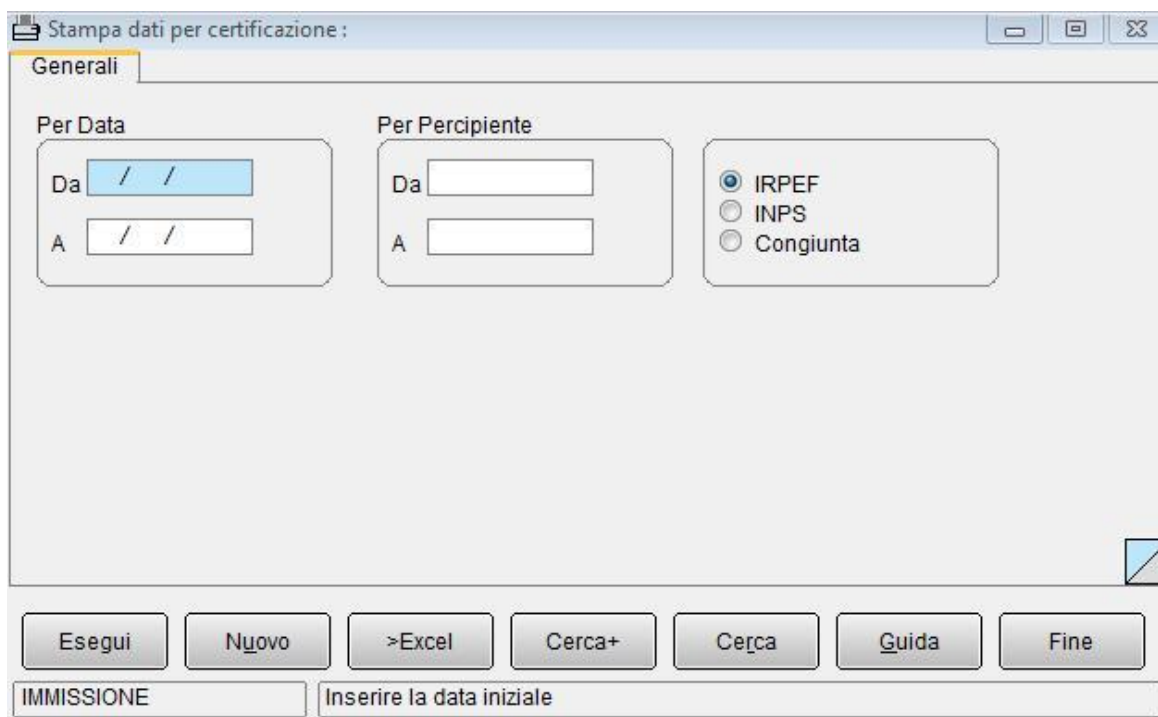 Stampa dati per certificazione :
Generali
Per Data
Da / /
A / /
Per Percipiente
Da
A
IRPEF
INPS
Congiunta
Esegui Nuovo >Excel Cerca+ Cerca Guida Fine
IMMISSIONE Inserire la data iniziale